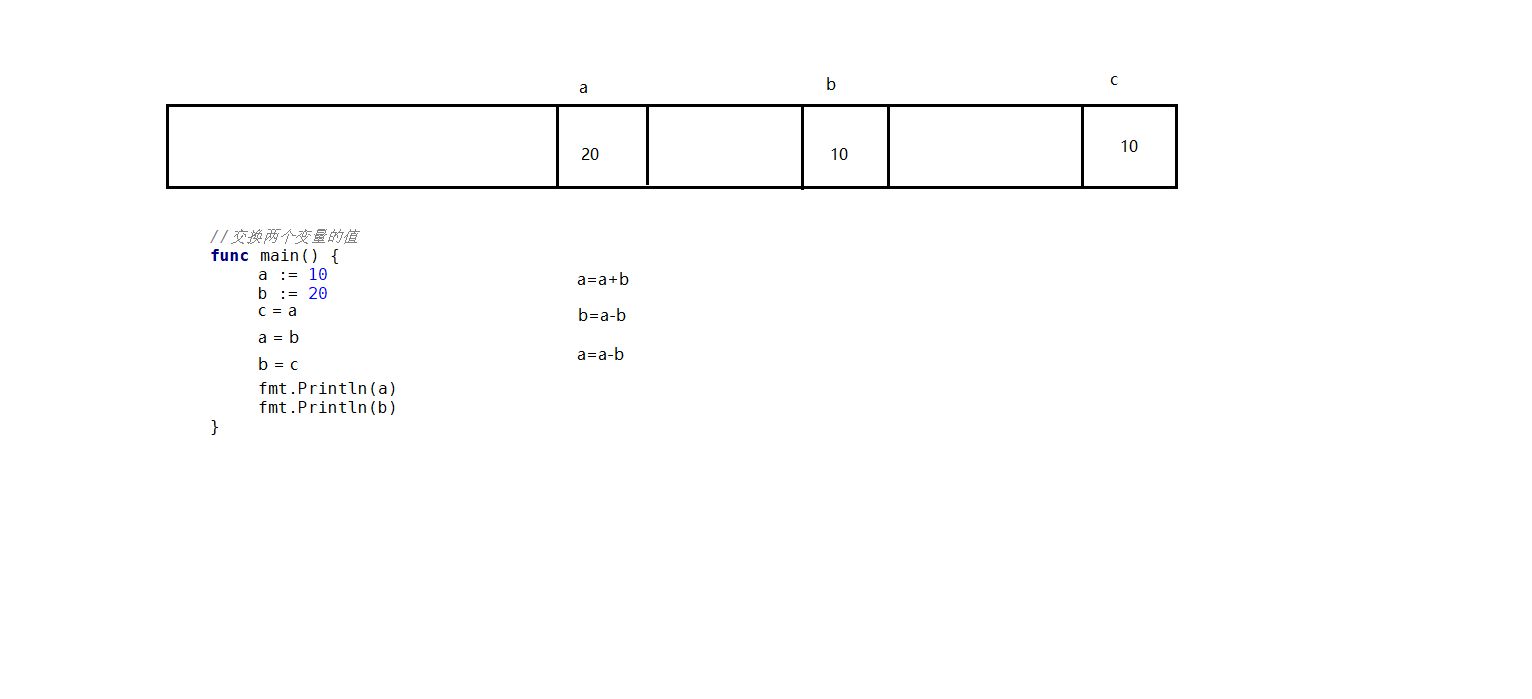 a b c
20 10 10
//交换两个变量的值
func main() {
a := 10
b := 20
c = a
a = b
b = c
fmt.Println(a)
fmt.Println(b)
}
a=a+b
b=a-b
a=a-b